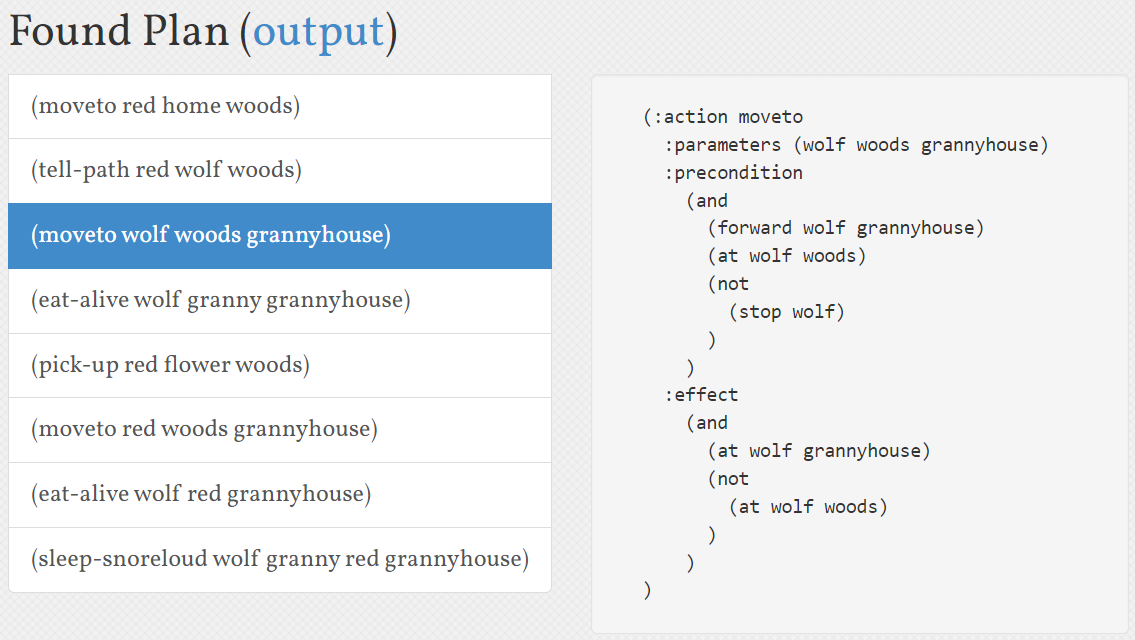 Found Plan (output)
(moveto red home woods)
(tell-path red wolf woods)
(moveto wolf woods grannyhouse)
(eat-alive wolf granny grannyhouse)
(pick-up red flower woods)
(moveto red woods grannyhouse)
(eat-alive wolf red grannyhouse)
(sleep-snoreloud wolf granny red grannyhouse)
(:action moveto
:parameters (wolf woods grannyhouse)
:precondition
(and
(forward wolf grannyhouse)
(at wolf woods)
(not
(stop wolf)
)
)
:effect
(and
(at wolf grannyhouse)
(not
(at wolf woods)
)
)
)